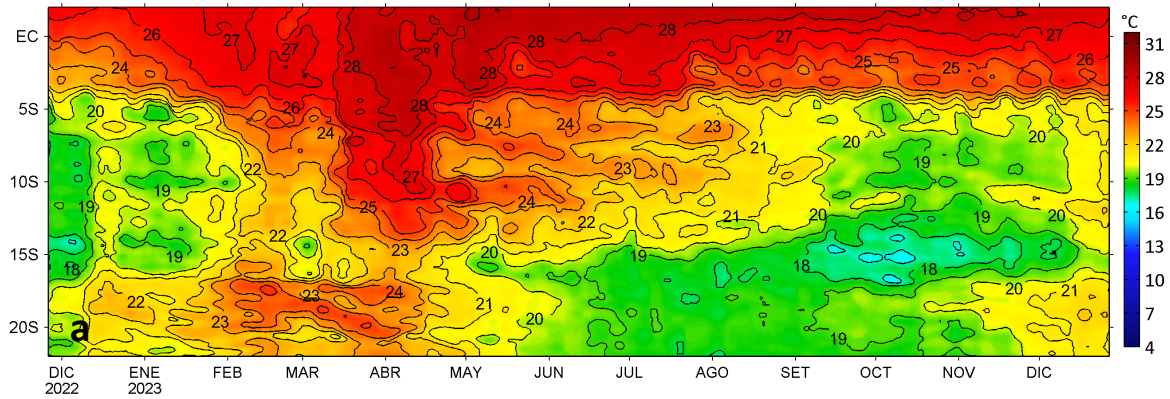 °C
EC
5S
10S
15S
20S
31
28
25
22
19
16
13
10
7
4
26 27 27 28 28 28 28 27 27
24 25 25 26
20 26 28
24 24 24 23 21 20 20
22
19 19 27 23 19
25 24
22 22 21 20 19 20
23 20 19
18 19 18 18
22 23 24 21 20 21
23 20 19
a
DIC ENE FEB MAR ABR MAY JUN JUL AGO SET OCT NOV DIC
2022 2023